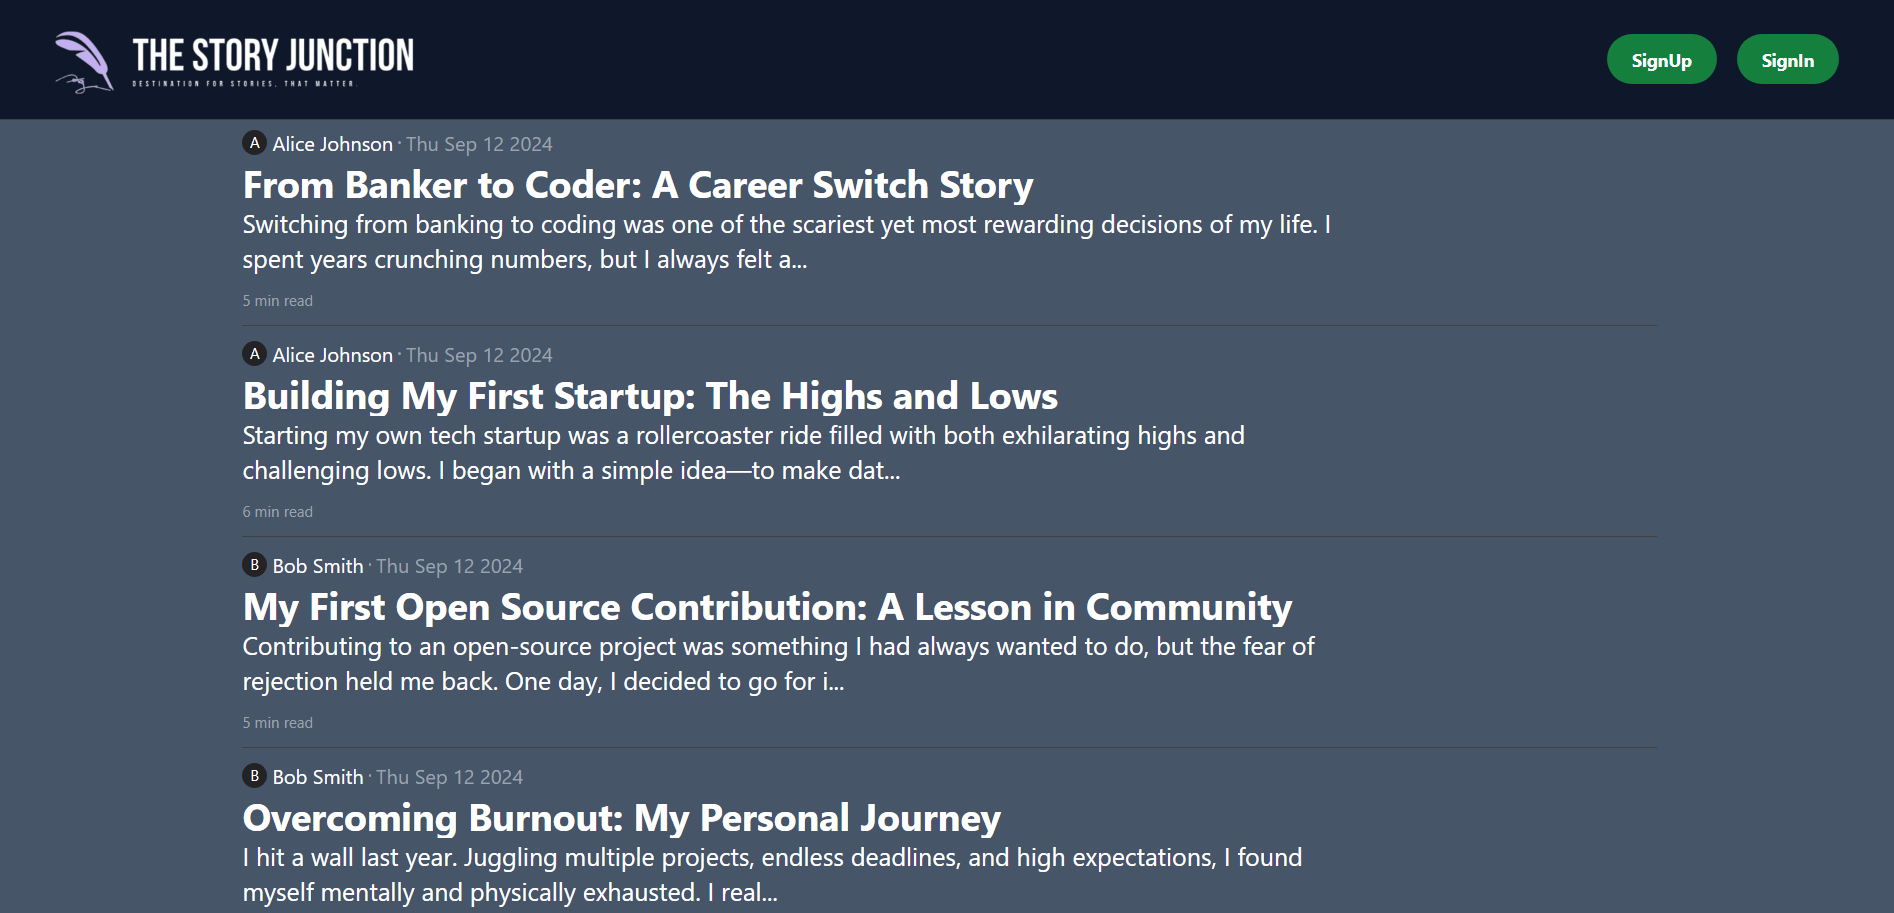 THE STORY JUNCTION
DESTINATION FOR STORIES, THAT MATTER.
SignUp
SignIn
A Alice Johnson · Thu Sep 12 2024
From Banker to Coder: A Career Switch Story
Switching from banking to coding was one of the scariest yet most rewarding decisions of my life. I
spent years crunching numbers, but I always felt a...
5 min read
A Alice Johnson · Thu Sep 12 2024
Building My First Startup: The Highs and Lows
Starting my own tech startup was a rollercoaster ride filled with both exhilarating highs and
challenging lows. I began with a simple idea—to make dat...
6 min read
B Bob Smith · Thu Sep 12 2024
My First Open Source Contribution: A Lesson in Community
Contributing to an open-source project was something I had always wanted to do, but the fear of
rejection held me back. One day, I decided to go for i...
5 min read
B Bob Smith · Thu Sep 12 2024
Overcoming Burnout: My Personal Journey
I hit a wall last year. Juggling multiple projects, endless deadlines, and high expectations, I found
myself mentally and physically exhausted. I real...